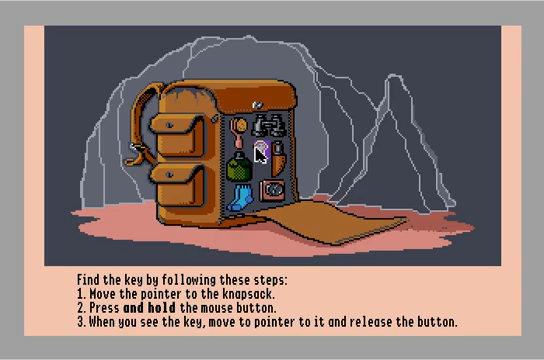 Find the key by following these steps:
1. Move the pointer to the knapsack.
2. Press and hold the mouse button.
3. When you see the key, move to pointer to it and release the button.